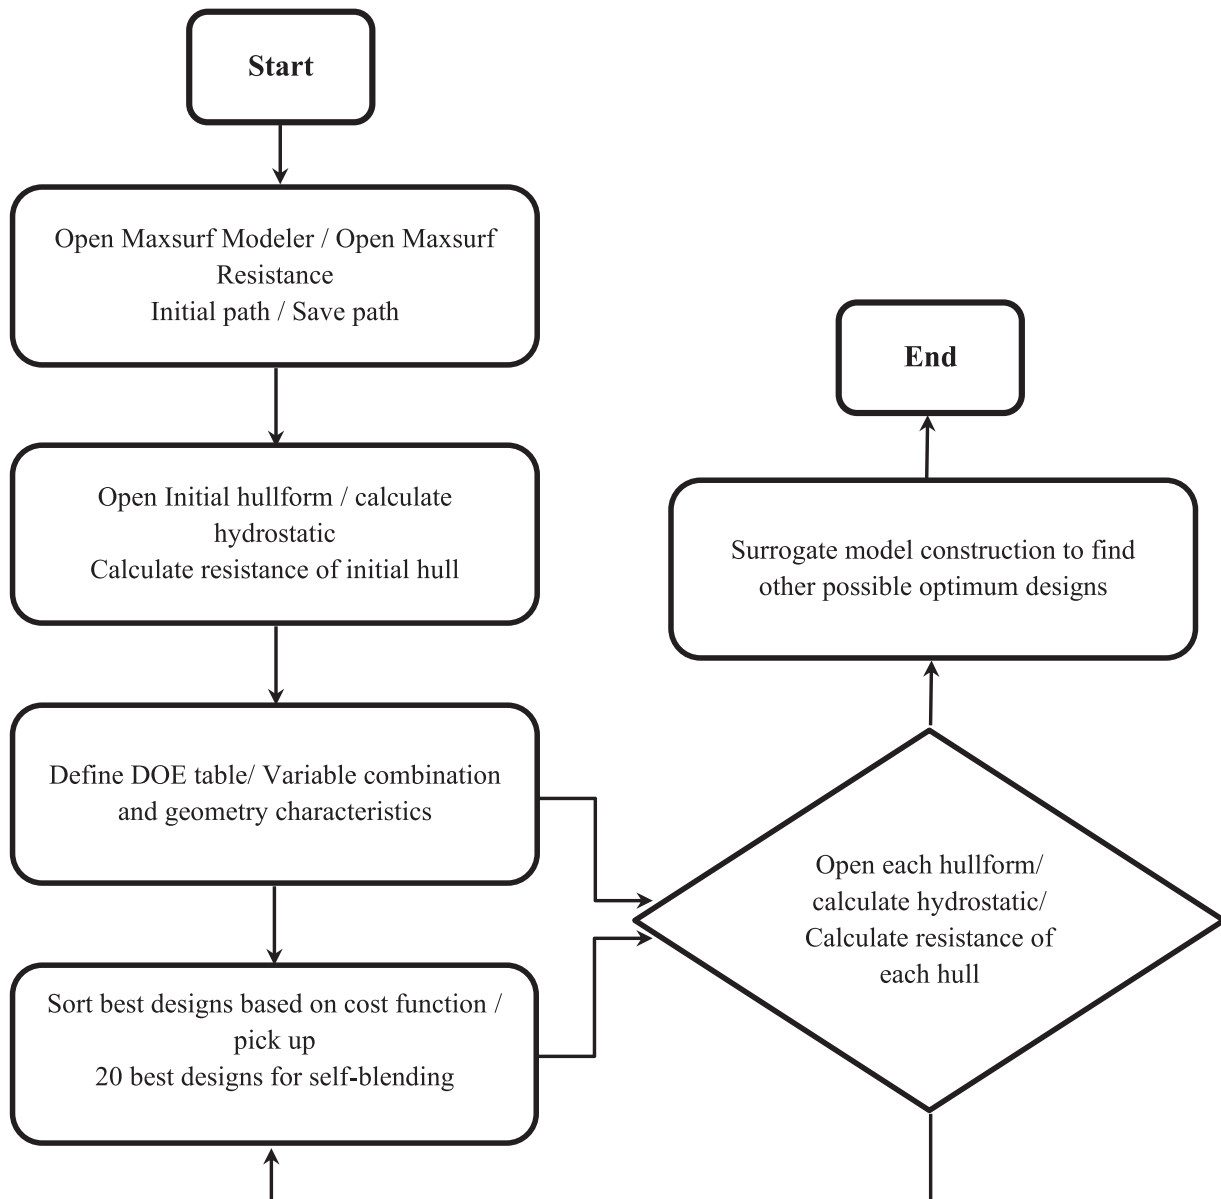 Start
Open Maxsurf Modeler / Open Maxsurf
Resistance
Initial path / Save path
Open Initial hullform / calculate
hydrostatic
Calculate resistance of initial hull
Define DOE table/ Variable combination
and geometry characteristics
Sort best designs based on cost function /
pick up
20 best designs for self-blending
End
Surrogate model construction to find
other possible optimum designs
Open each hullform/
calculate hydrostatic/
Calculate resistance of
each hull